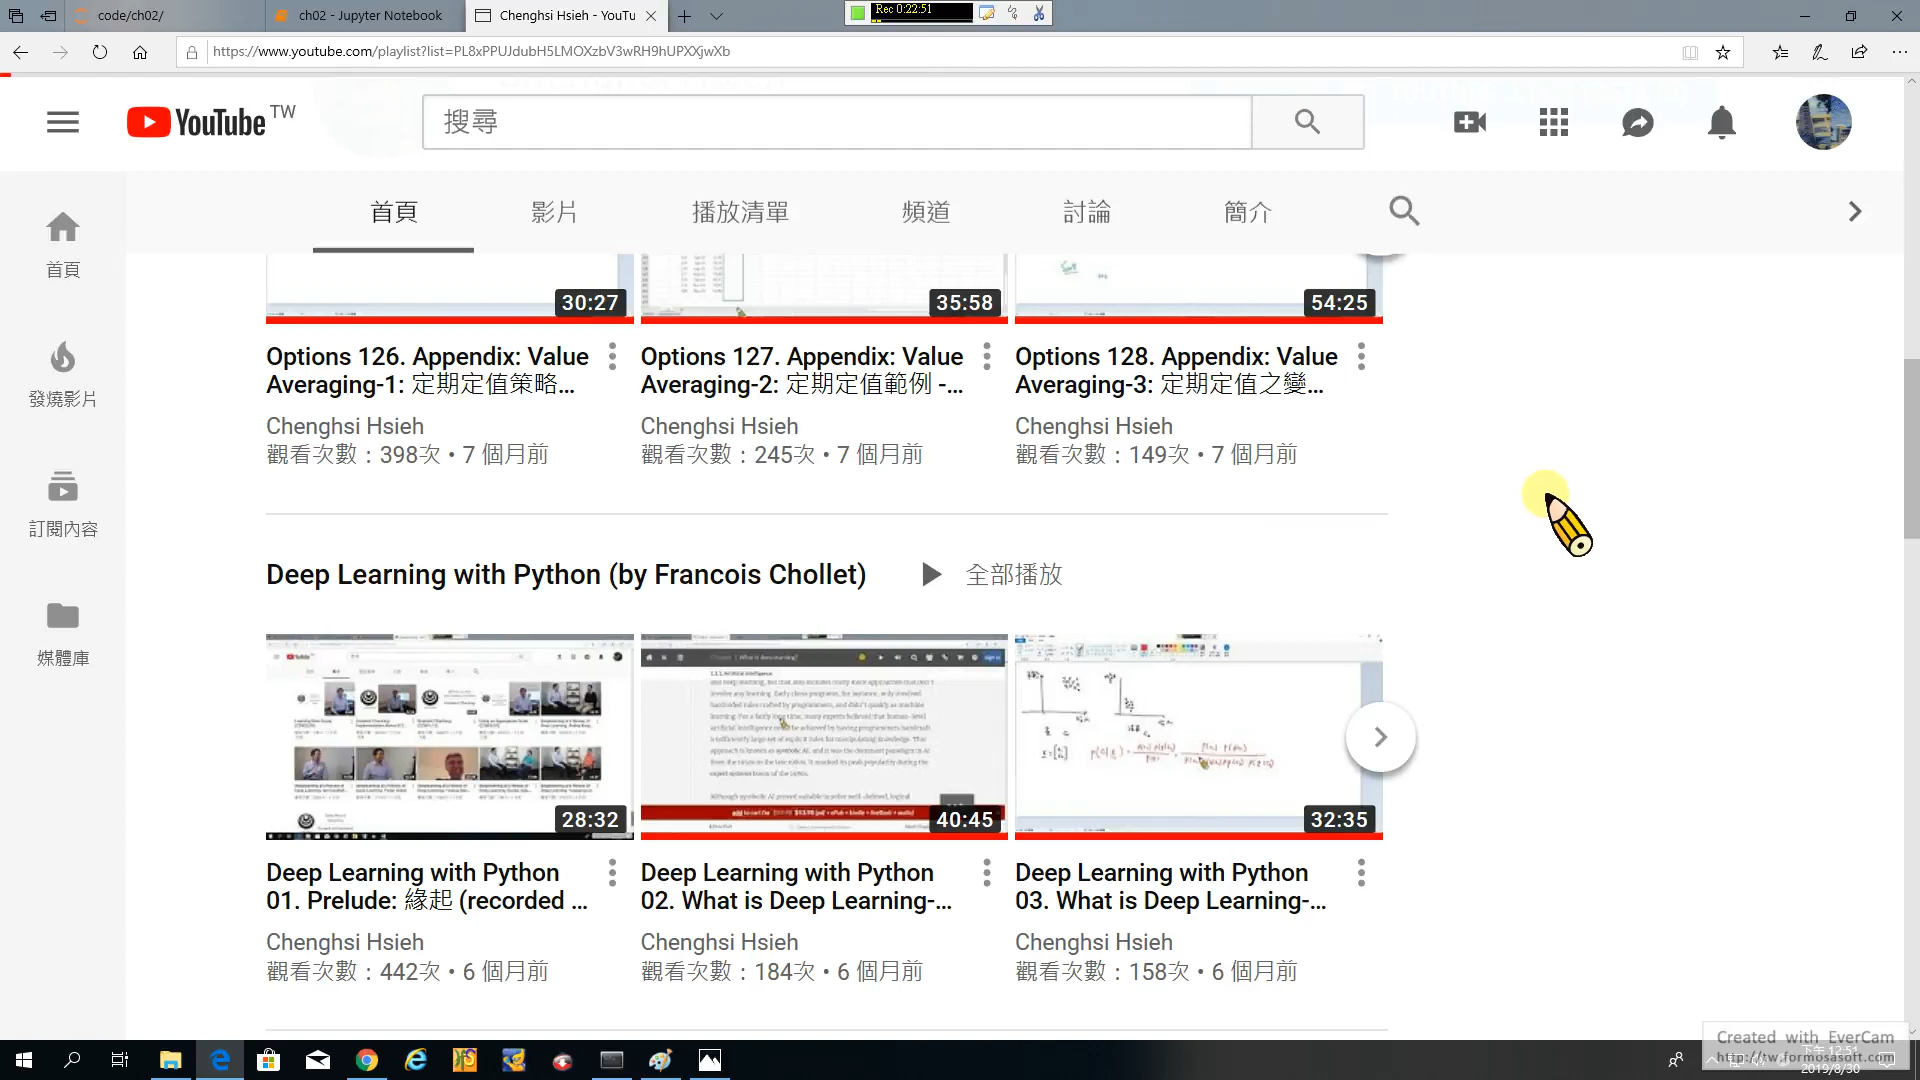 code/ch02/
ch02 - Jupyter Notebook
Chenghsi Hsieh - YouTu
Rec 0:22:51
https://www.youtube.com/playlist?list=PL8xPPUJdubH5LMOXzbV3wRH9hUPXXjwXb
YouTube TW
搜尋
首頁
影片
播放清單
頻道
討論
簡介
首頁
發燒影片
訂閱內容
媒體庫
30:27
35:58
54:25
Options 126. Appendix: Value
Averaging-1: 定期定值策略...
Chenghsi Hsieh
觀看次數：398次 • 7 個月前
Options 127. Appendix: Value
Averaging-2: 定期定值範例 -...
Chenghsi Hsieh
觀看次數：245次 • 7 個月前
Options 128. Appendix: Value
Averaging-3: 定期定值之變...
Chenghsi Hsieh
觀看次數：149次 • 7 個月前
Deep Learning with Python (by Francois Chollet)
全部播放
28:32
40:45
32:35
Deep Learning with Python
01. Prelude: 緣起 (recorded ...
Chenghsi Hsieh
觀看次數：442次 • 6 個月前
Deep Learning with Python
02. What is Deep Learning-...
Chenghsi Hsieh
觀看次數：184次 • 6 個月前
Deep Learning with Python
03. What is Deep Learning-...
Chenghsi Hsieh
觀看次數：158次 • 6 個月前
Created with EverCam
http://tw.formosasoft.com
下午 12:51
2019/8/30